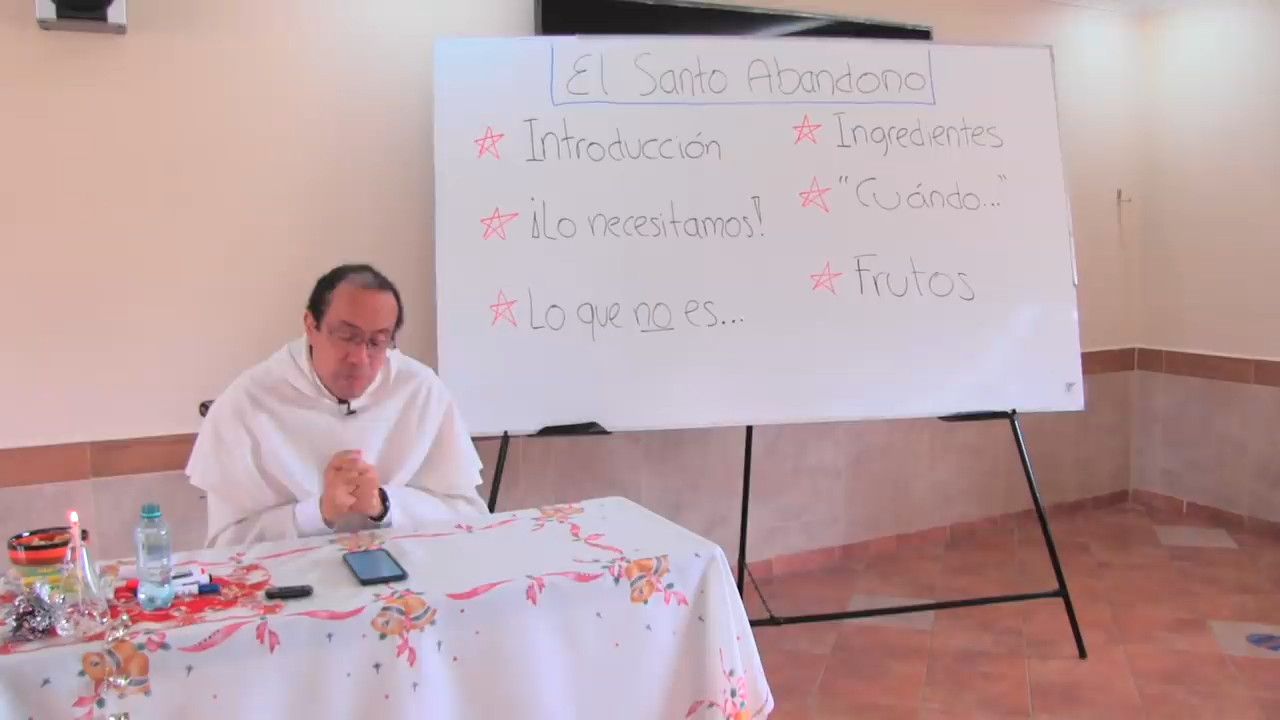 El Santo Abandono
Introducción
¡Lo necesitamos!
Lo que no es...
Ingredientes
"Cuándo..."
Frutos